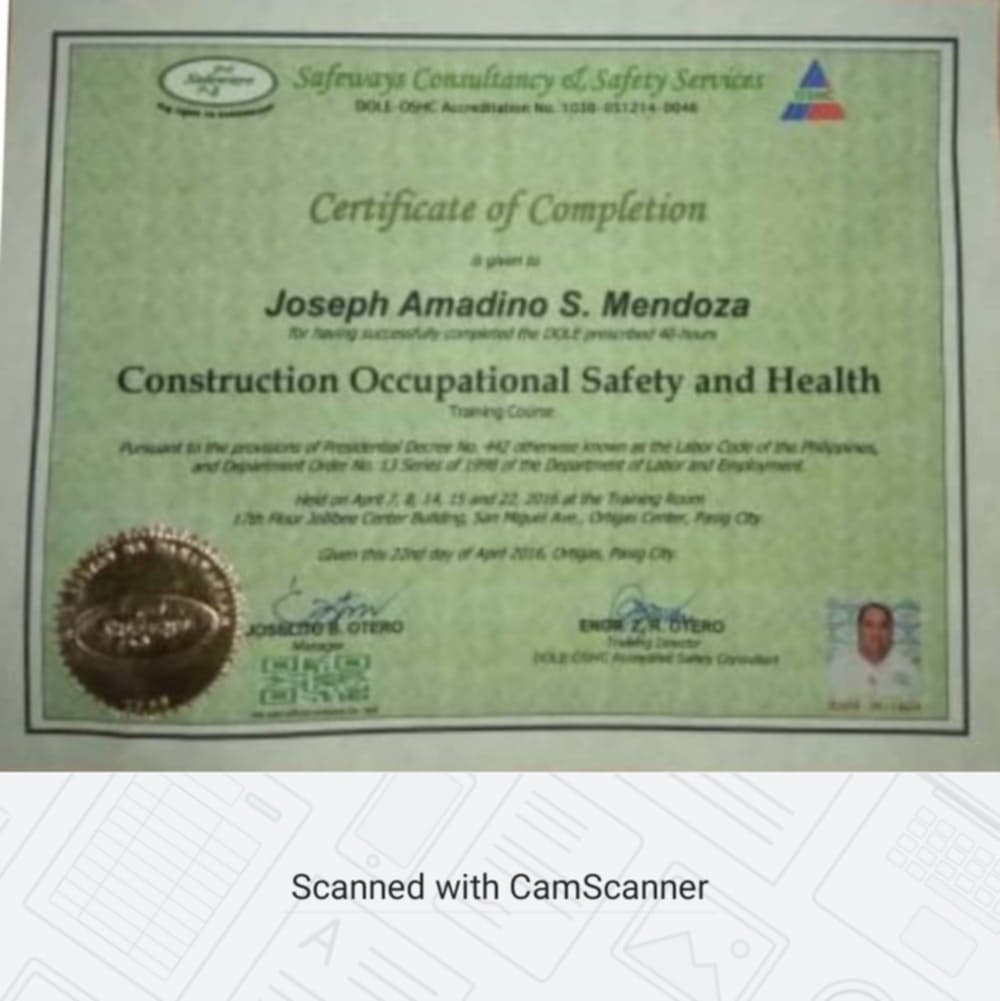 Safeways Consultancy & Safety Services
DOLE-OSHC Accreditation No. 1030-051214-0046
Certificate of Completion
is given to
Joseph Amadino S. Mendoza
for having successfully completed the DOLE prescribed 40-hours
Construction Occupational Safety and Health
Training Course
Pursuant to the provisions of Presidential Decree No. 442 otherwise known as the Labor Code of the Philippines,
and Department Order No. 13 Series of 1998 of the Department of Labor and Employment
Held on April 7, 8, 14, 15 and 22, 2016 at the Training Room
17th Floor Jollibee Center Building, San Miguel Ave., Ortigas Center, Pasig City
Given this 22nd day of April 2016, Ortigas, Pasig City
JOSELITO B. OTERO
ENGR. Z. R. OTERO
Manager
Training Director
DOLE-OSHC Accredited Safety Consultant
Scanned with CamScanner